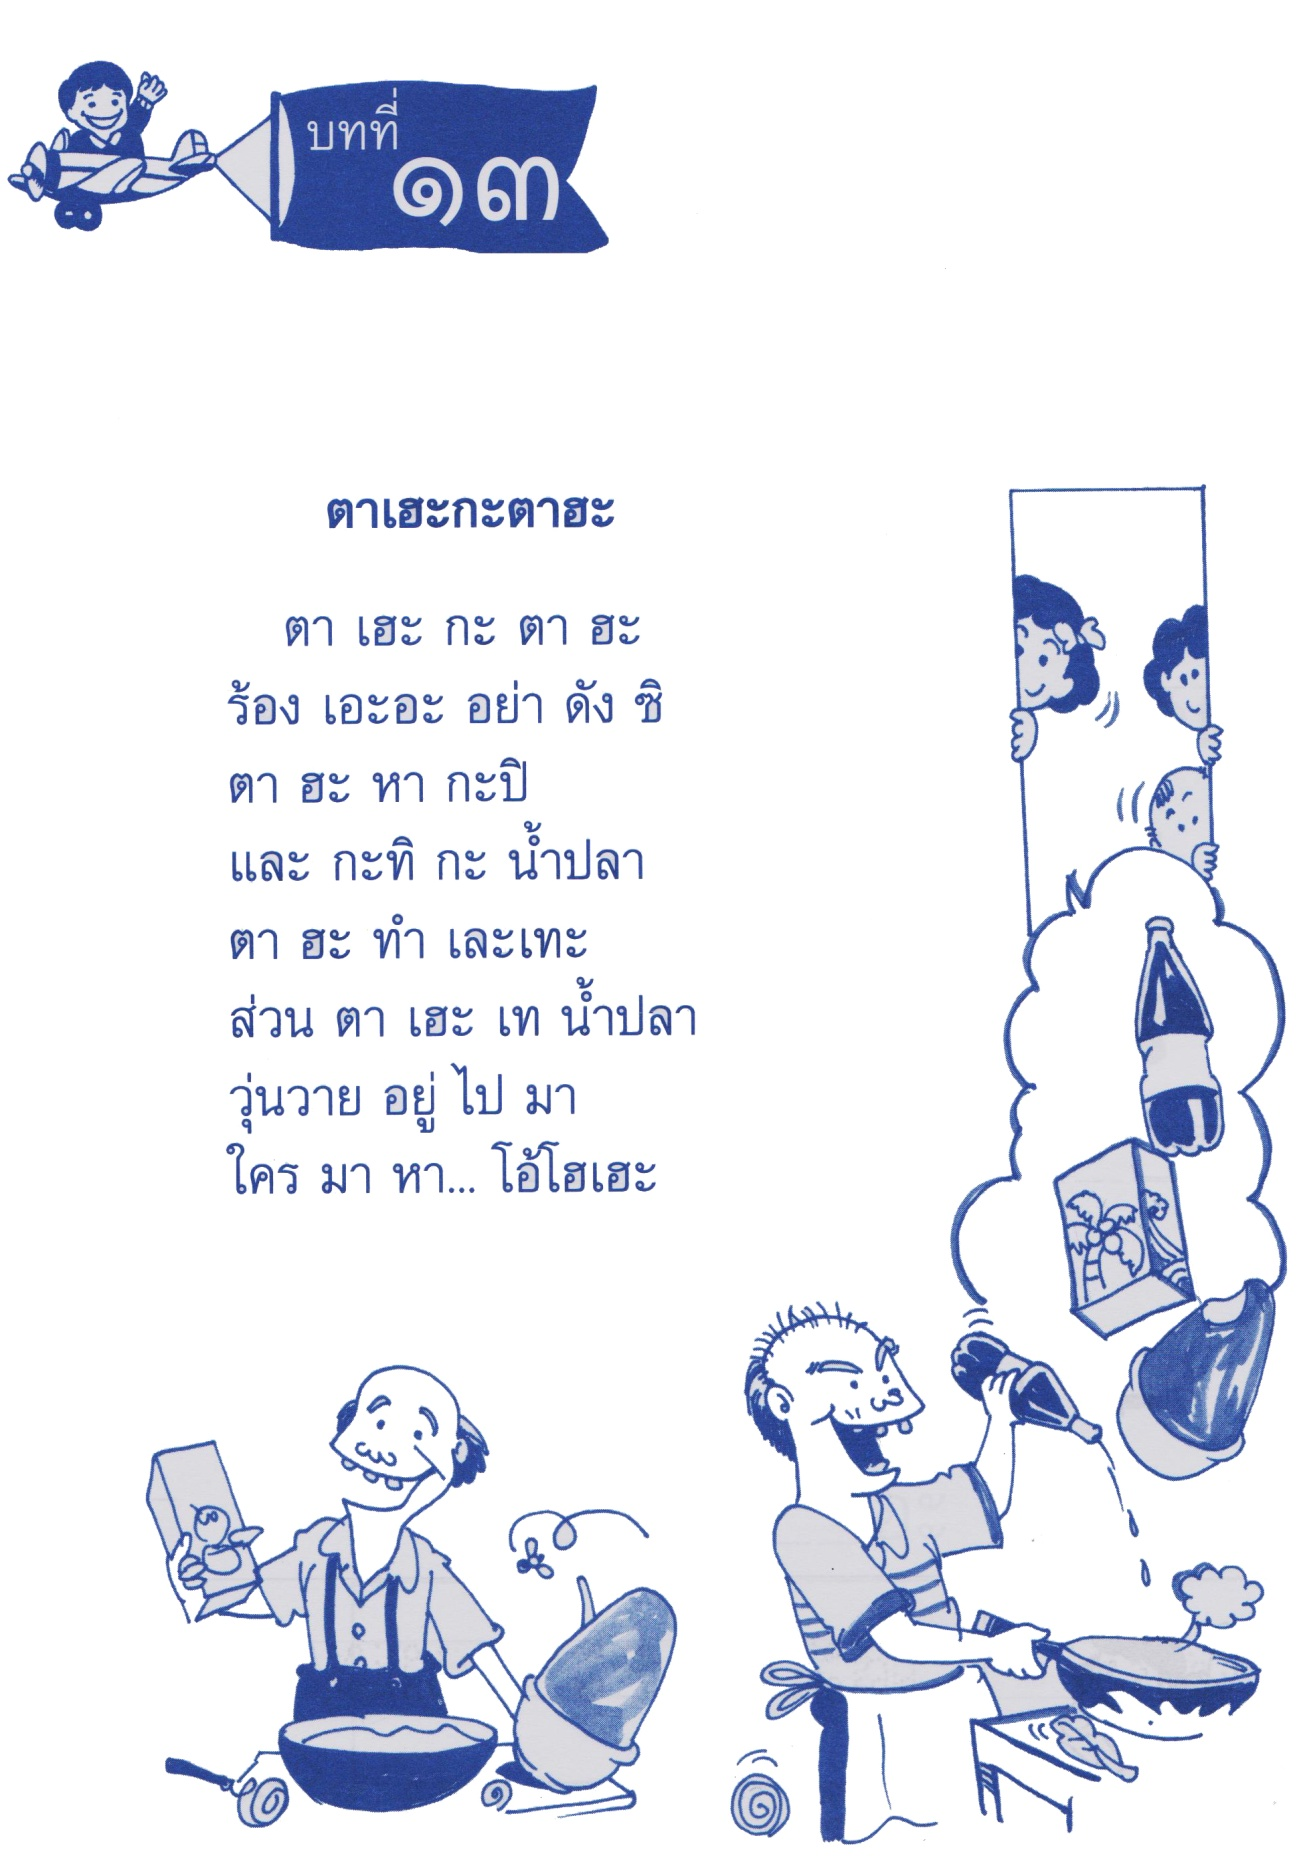 บทที่
๑๓
ตาเฮะกะตาฮะ
ตา เฮะ กะ ตา ฮะ
ร้อง เอะอะ อย่า ดัง ซิ
ตา ฮะ หา กะปิ
และ กะทิ กะ น้ำปลา
ตา ฮะ ทำ เละเทะ
ส่วน ตา เฮะ เท น้ำปลา
วุ่นวาย อยู่ ไป มา
ใคร มา หา... โอ้โฮเฮะ